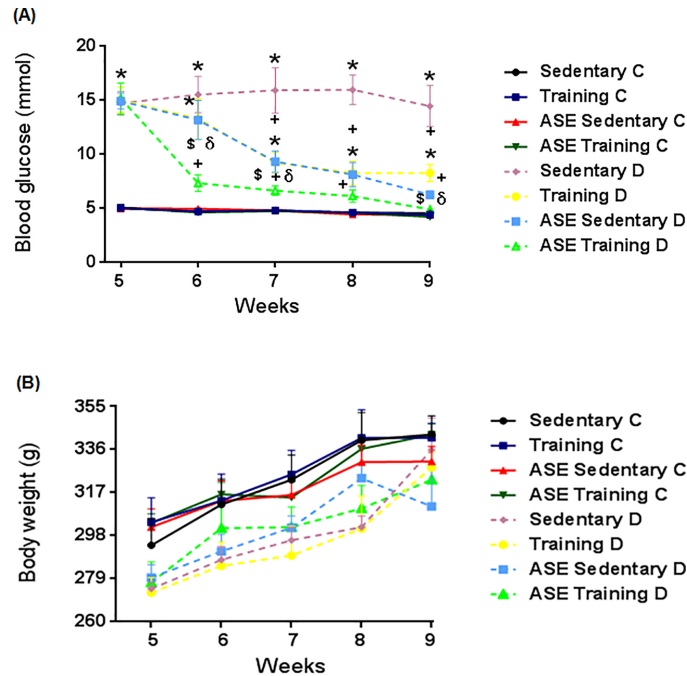 (A)
Blood glucose (mmol)
20
15
10
5
0
* * * * *
* + + +
$ δ * * *
+ $ + δ + +
$ δ
5 6 7 8 9
Weeks
Sedentary C
Training C
ASE Sedentary C
ASE Training C
Sedentary D
Training D
ASE Sedentary D
ASE Training D
(B)
Body weight (g)
355
336
317
298
279
260
5 6 7 8 9
Weeks
Sedentary C
Training C
ASE Sedentary C
ASE Training C
Sedentary D
Training D
ASE Sedentary D
ASE Training D